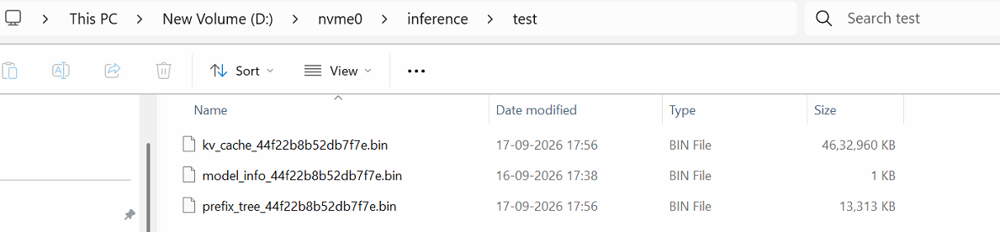 This PC > New Volume (D:) > nvme0 > inference > test Search test
Sort View
Name Date modified Type Size
kv_cache_44f22b8b52db7f7e.bin 17-09-2026 17:56 BIN File 46,32,960 KB
model_info_44f22b8b52db7f7e.bin 16-09-2026 17:38 BIN File 1 KB
prefix_tree_44f22b8b52db7f7e.bin 17-09-2026 17:56 BIN File 13,313 KB